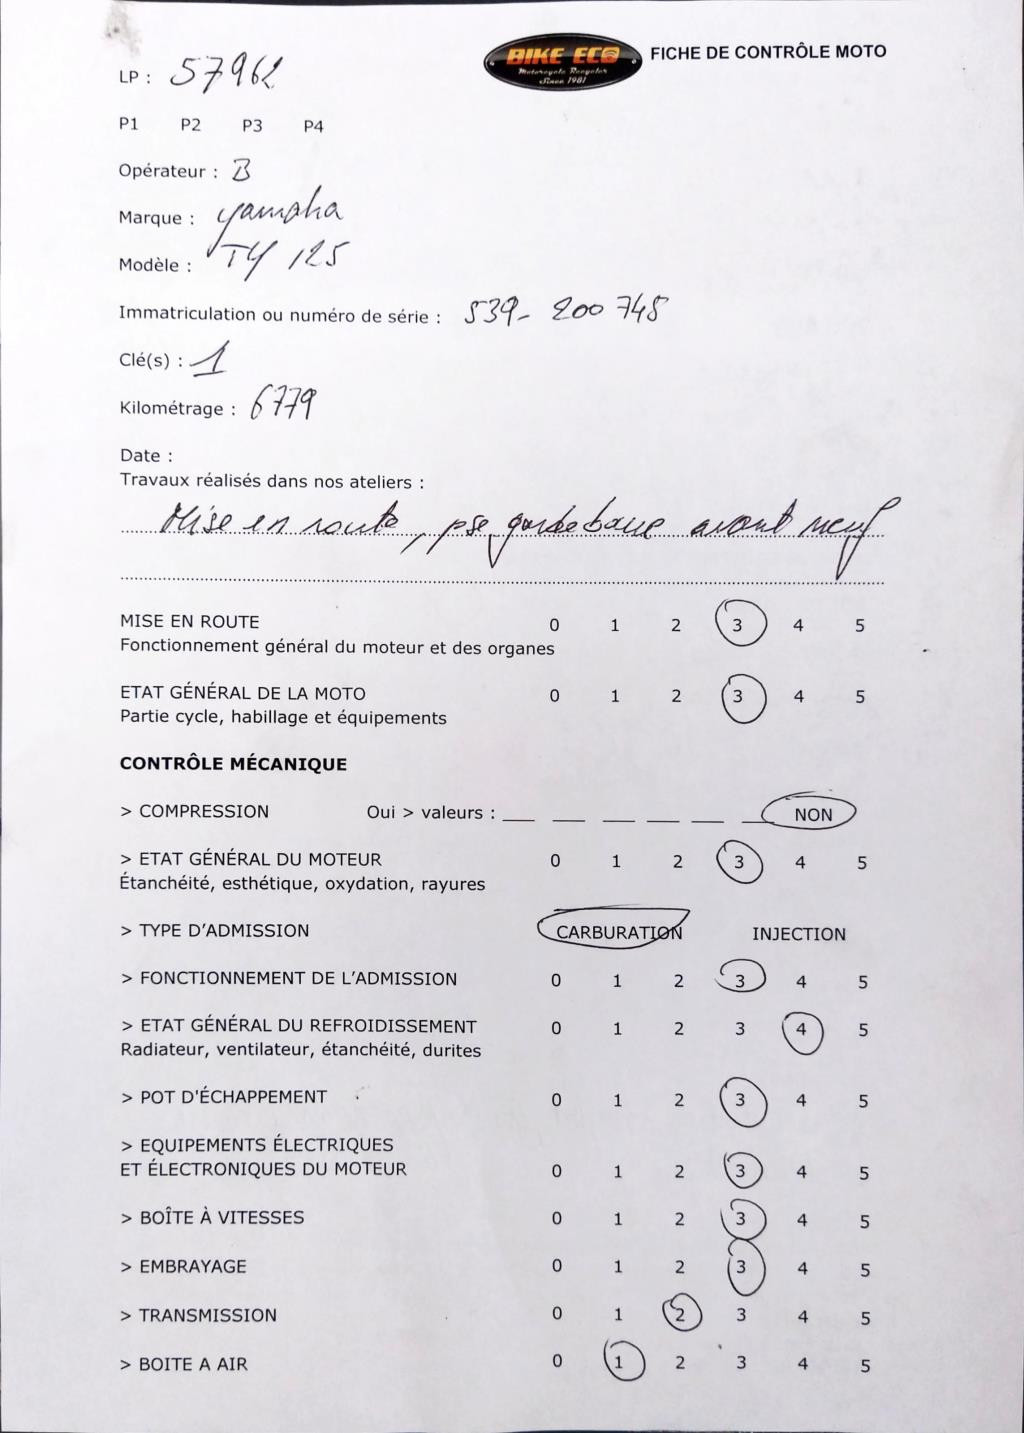 BIKE ECO
Motorcycle Recycler
Since 1981
FICHE DE CONTRÔLE MOTO
LP : 57962
P1 P2 P3 P4
Opérateur : B
Marque : Yamaha
Modèle : TY 125
Immatriculation ou numéro de série : 539- 200 745
Clé(s) : 1
Kilométrage : 6779
Date :
Travaux réalisés dans nos ateliers :
Mise en route, pse garde boue avant neuf
MISE EN ROUTE 0 1 2 3 4 5
Fonctionnement général du moteur et des organes
ETAT GÉNÉRAL DE LA MOTO 0 1 2 3 4 5
Partie cycle, habillage et équipements
CONTRÔLE MÉCANIQUE
> COMPRESSION Oui > valeurs : __ __ __ __ __ __ NON
> ETAT GÉNÉRAL DU MOTEUR 0 1 2 3 4 5
Étanchéité, esthétique, oxydation, rayures
> TYPE D'ADMISSION CARBURATION INJECTION
> FONCTIONNEMENT DE L'ADMISSION 0 1 2 3 4 5
> ETAT GÉNÉRAL DU REFROIDISSEMENT 0 1 2 3 4 5
Radiateur, ventilateur, étanchéité, durites
> POT D'ÉCHAPPEMENT 0 1 2 3 4 5
> EQUIPEMENTS ÉLECTRIQUES
ET ÉLECTRONIQUES DU MOTEUR 0 1 2 3 4 5
> BOÎTE À VITESSES 0 1 2 3 4 5
> EMBRAYAGE 0 1 2 3 4 5
> TRANSMISSION 0 1 2 3 4 5
> BOITE A AIR 0 1 2 3 4 5